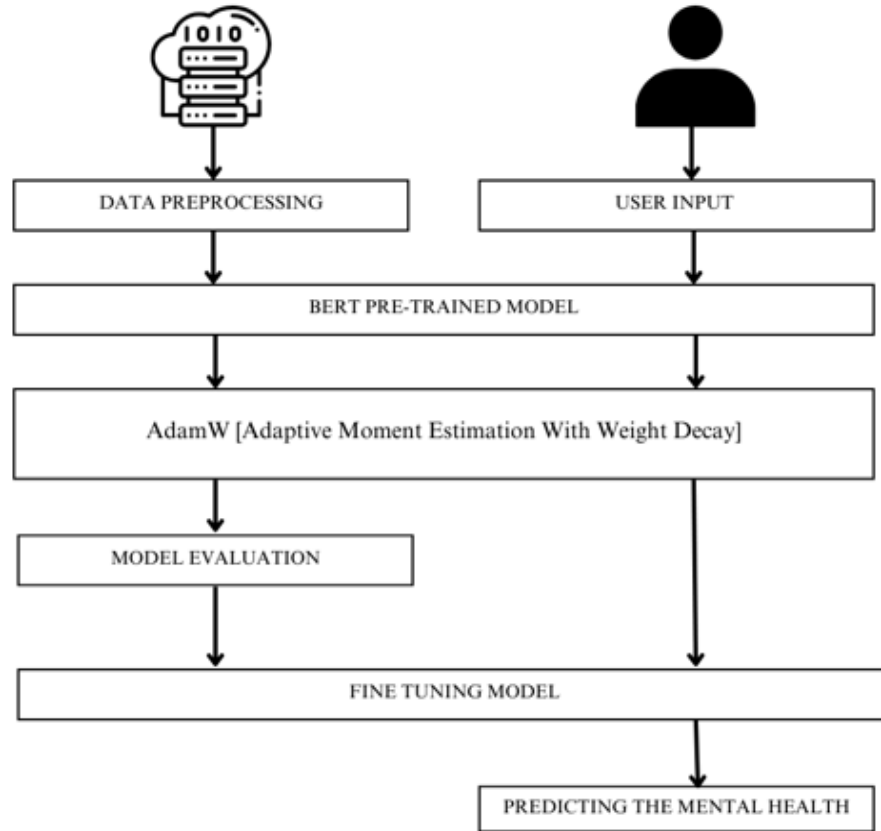 1010
DATA PREPROCESSING
USER INPUT
BERT PRE-TRAINED MODEL
AdamW [Adaptive Moment Estimation With Weight Decay]
MODEL EVALUATION
FINE TUNING MODEL
PREDICTING THE MENTAL HEALTH